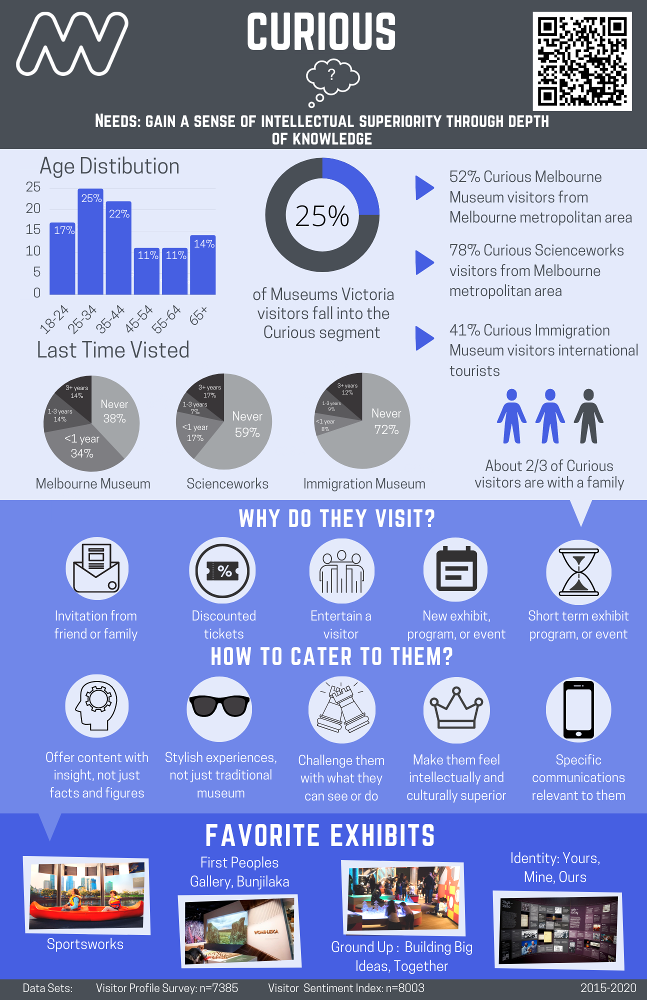 CURIOUS
?
NEEDS: GAIN A SENSE OF INTELLECTUAL SUPERIORITY THROUGH DEPTH
OF KNOWLEDGE
Age Distibution
25
20
15
10
5
0
17%
25%
22%
11%
11%
14%
18-24
25-34
35-44
45-54
55-64
65+
25%
of Museums Victoria
visitors fall into the
Curious segment
52% Curious Melbourne
Museum visitors from
Melbourne metropolitan area
78% Curious Scienceworks
visitors from Melbourne
metropolitan area
41% Curious Immigration
Museum visitors international
tourists
Last Time Visted
3+ years
14%
Never
38%
1-3 years
14%
<1 year
34%
Melbourne Museum
3+ years
17%
1-3 years
7%
Never
59%
<1 year
17%
Scienceworks
3+ years
12%
1-3 years
9%
Never
72%
<1 year
8%
Immigration Museum
About 2/3 of Curious
visitors are with a family
WHY DO THEY VISIT?
%
Invitation from
friend or family
Discounted
tickets
Entertain a
visitor
New exhibit,
program, or event
Short term exhibit
program, or event
HOW TO CATER TO THEM?
Offer content with
insight, not just
facts and figures
Stylish experiences,
not just traditional
museum
Challenge them
with what they
can see or do
Make them feel
intellectually and
culturally superior
Specific
communications
relevant to them
FAVORITE EXHIBITS
Sportsworks
First Peoples
Gallery, Bunjilaka
WOMINJEKA
Ground Up : Building Big
Ideas, Together
Identity: Yours,
Mine, Ours
1946–
1980
1981–
today
Data Sets: Visitor Profile Survey: n=7385 Visitor Sentiment Index: n=8003 2015-2020